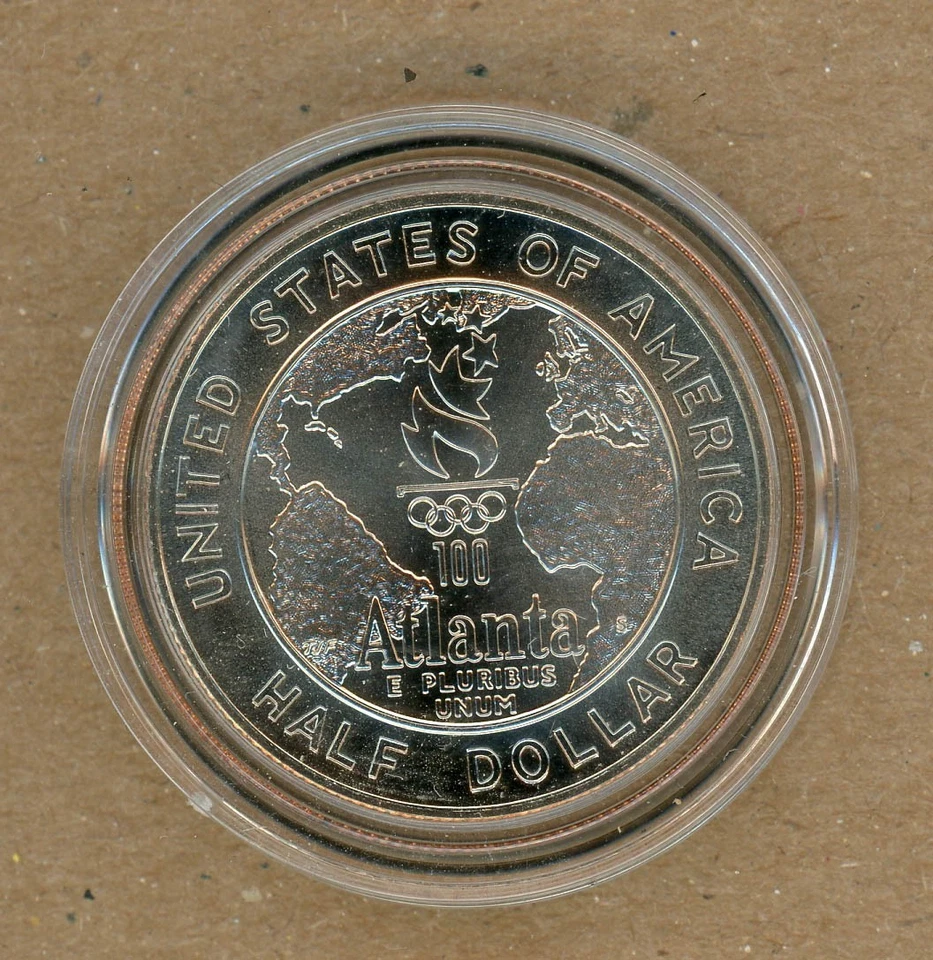 UNITED STATES OF AMERICA
100
Atlanta
E PLURIBUS
UNUM
S
HALF DOLLAR